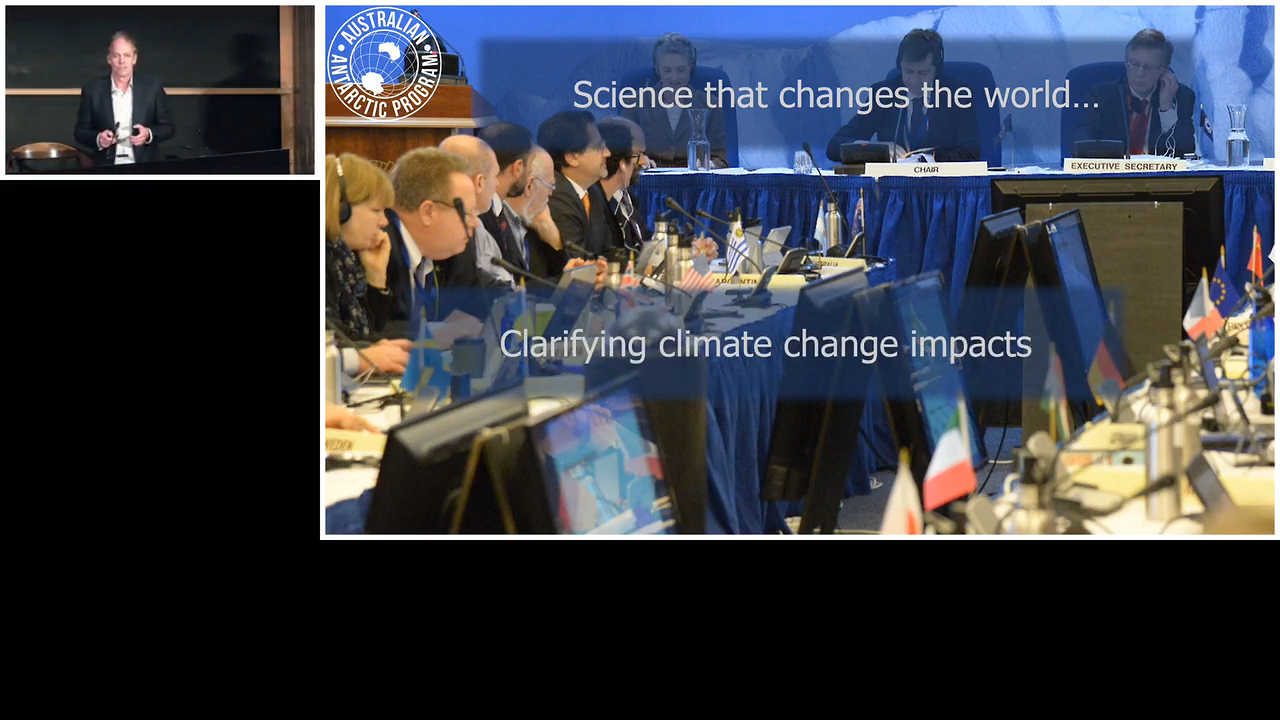 • AUSTRALIAN •
ANTARCTIC PROGRAM
Science that changes the world...
CHAIR
EXECUTIVE SECRETARY
Clarifying climate change impacts